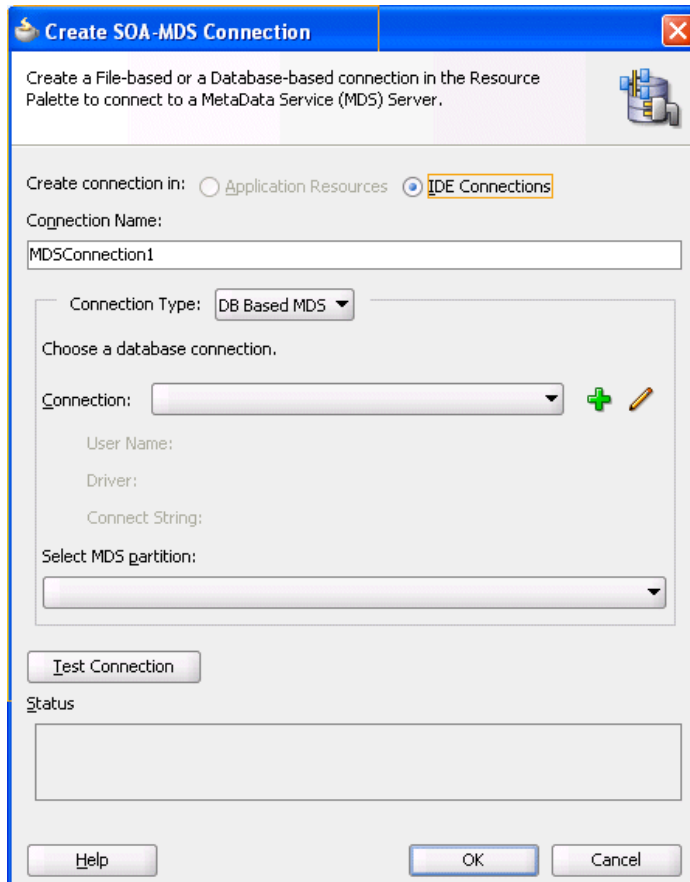 Create SOA-MDS Connection
Create a File-based or a Database-based connection in the Resource
Palette to connect to a MetaData Service (MDS) Server.
Create connection in: Application Resources IDE Connections
Connection Name:
MDSConnection1
Connection Type: DB Based MDS
Choose a database connection.
Connection:
User Name:
Driver:
Connect String:
Select MDS partition:
Test Connection
Status
Help OK Cancel